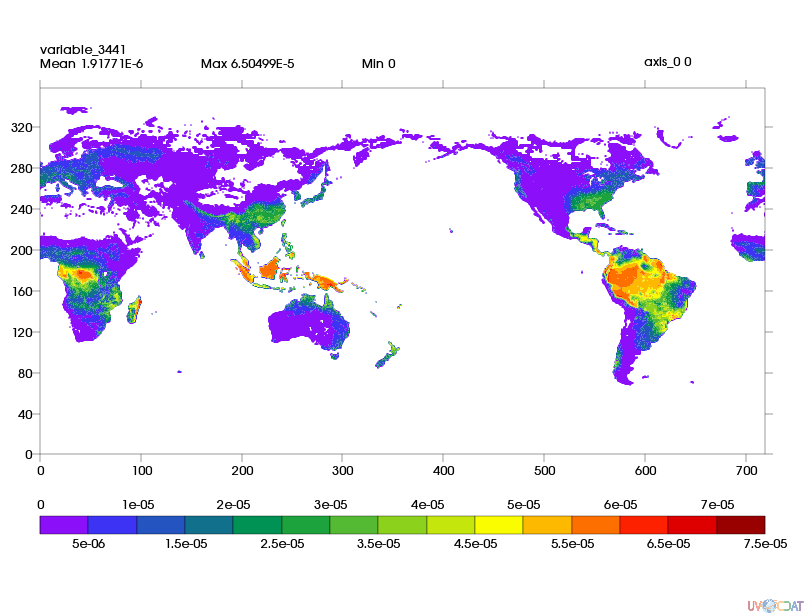 variable_3441
Mean 1.91771E-6 Max 6.50499E-5 Min 0 axis_0 0
320
280
240
200
160
120
80
40
0
0 100 200 300 400 500 600 700
0 1e-05 2e-05 3e-05 4e-05 5e-05 6e-05 7e-05
5e-06 1.5e-05 2.5e-05 3.5e-05 4.5e-05 5.5e-05 6.5e-05 7.5e-05
UV CDAT